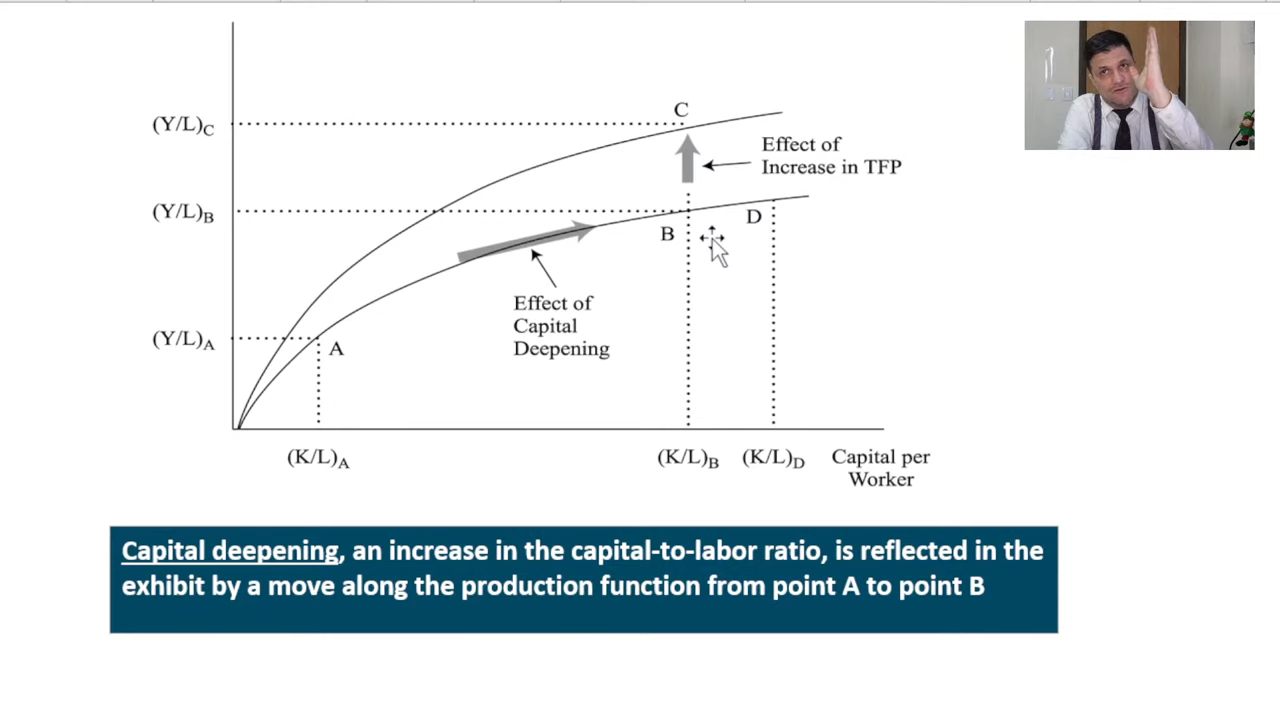 C
(Y/L)C
Effect of
Increase in TFP
(Y/L)B
D
B
Effect of
Capital
Deepening
(Y/L)A
A
(K/L)A
(K/L)B
(K/L)D
Capital per
Worker
Capital deepening, an increase in the capital-to-labor ratio, is reflected in the
exhibit by a move along the production function from point A to point B